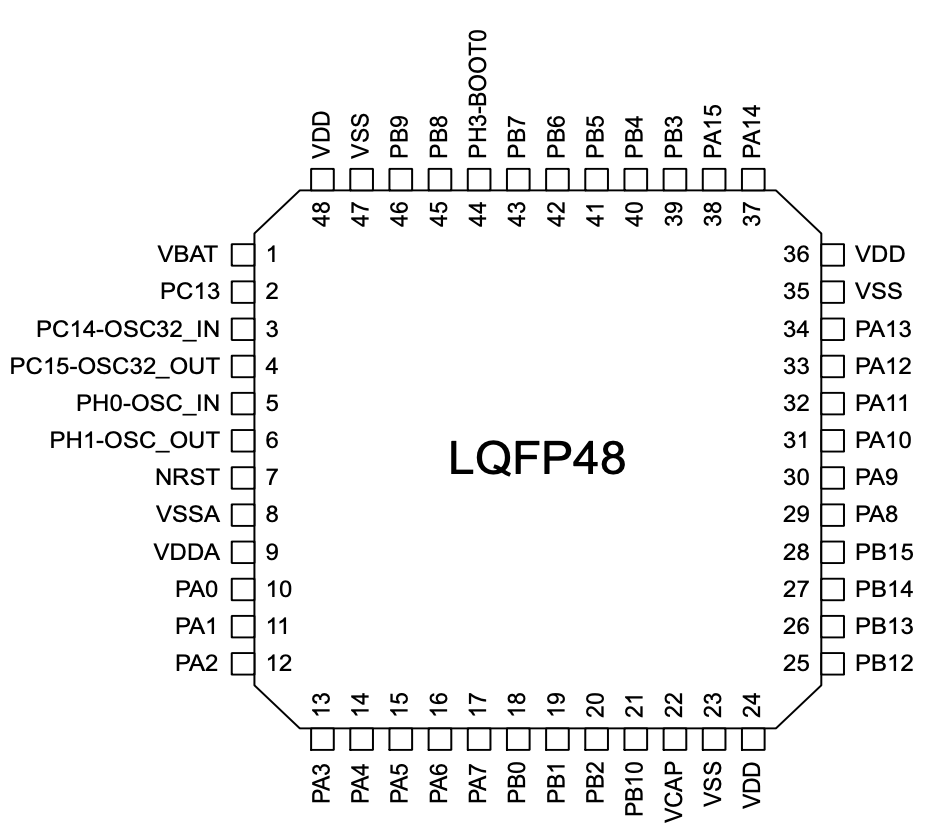 PH3-BOOT0
VDD VSS PB9 PB8 PB7 PB6 PB5 PB4 PB3 PA15 PA14
48 47 46 45 44 43 42 41 40 39 38 37
VBAT 1 36 VDD
PC13 2 35 VSS
PC14-OSC32_IN 3 34 PA13
PC15-OSC32_OUT 4 33 PA12
PH0-OSC_IN 5 32 PA11
PH1-OSC_OUT 6 31 PA10
LQFP48
NRST 7 30 PA9
VSSA 8 29 PA8
VDDA 9 28 PB15
PA0 10 27 PB14
PA1 11 26 PB13
PA2 12 25 PB12
13 14 15 16 17 18 19 20 21 22 23 24
PA3 PA4 PA5 PA6 PA7 PB0 PB1 PB2 PB10 VCAP VSS VDD